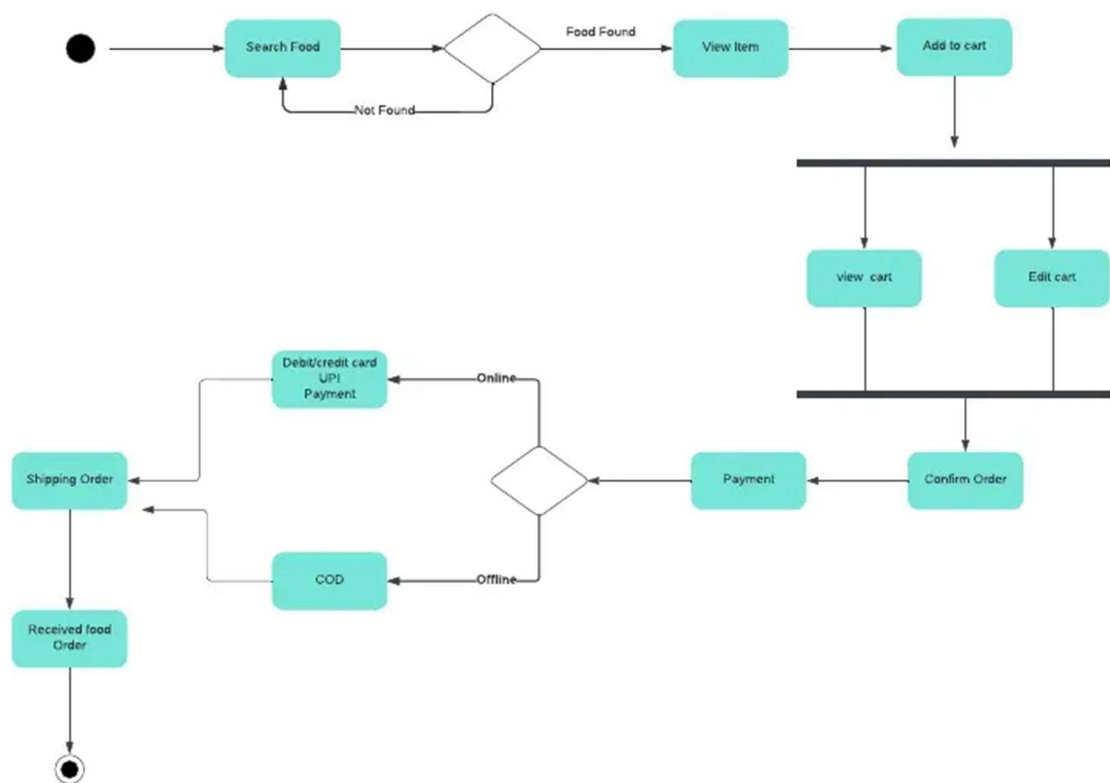 Search Food
Food Found
View Item
Add to cart
Not Found
view cart
Edit cart
Debit/credit card
UPI
Payment
Online
Shipping Order
Payment
Confirm Order
COD
Offline
Received food
Order